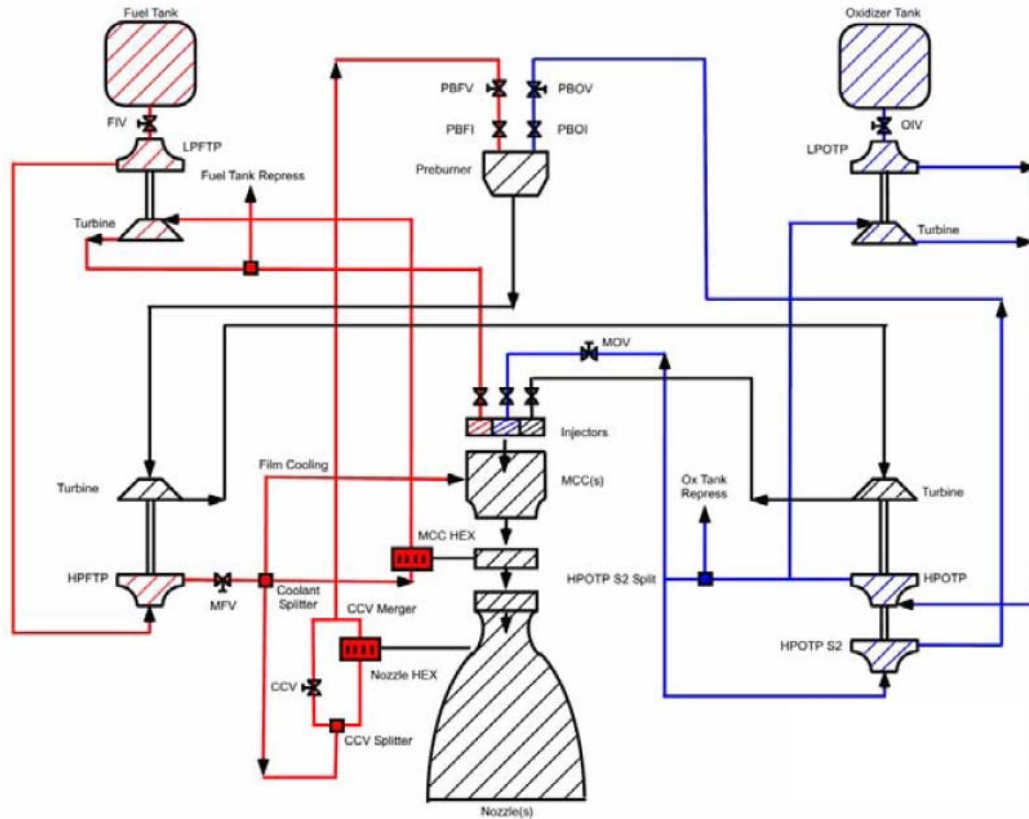 Fuel Tank
Oxidizer Tank
PBFV
PBOV
FIV
OIV
PBFI
PBOI
LPFTP
LPOTP
Preburner
Fuel Tank Repress
Turbine
Turbine
MOV
Injectors
Film Cooling
Turbine
MCC(s)
Ox Tank
Repress
Turbine
MCC HEX
HPFTP
HPOTP S2 Split
HPOTP
MFV
Coolant
Splitter
CCV Merger
HPOTP S2
Nozzle HEX
CCV
CCV Splitter
Nozzle(s)